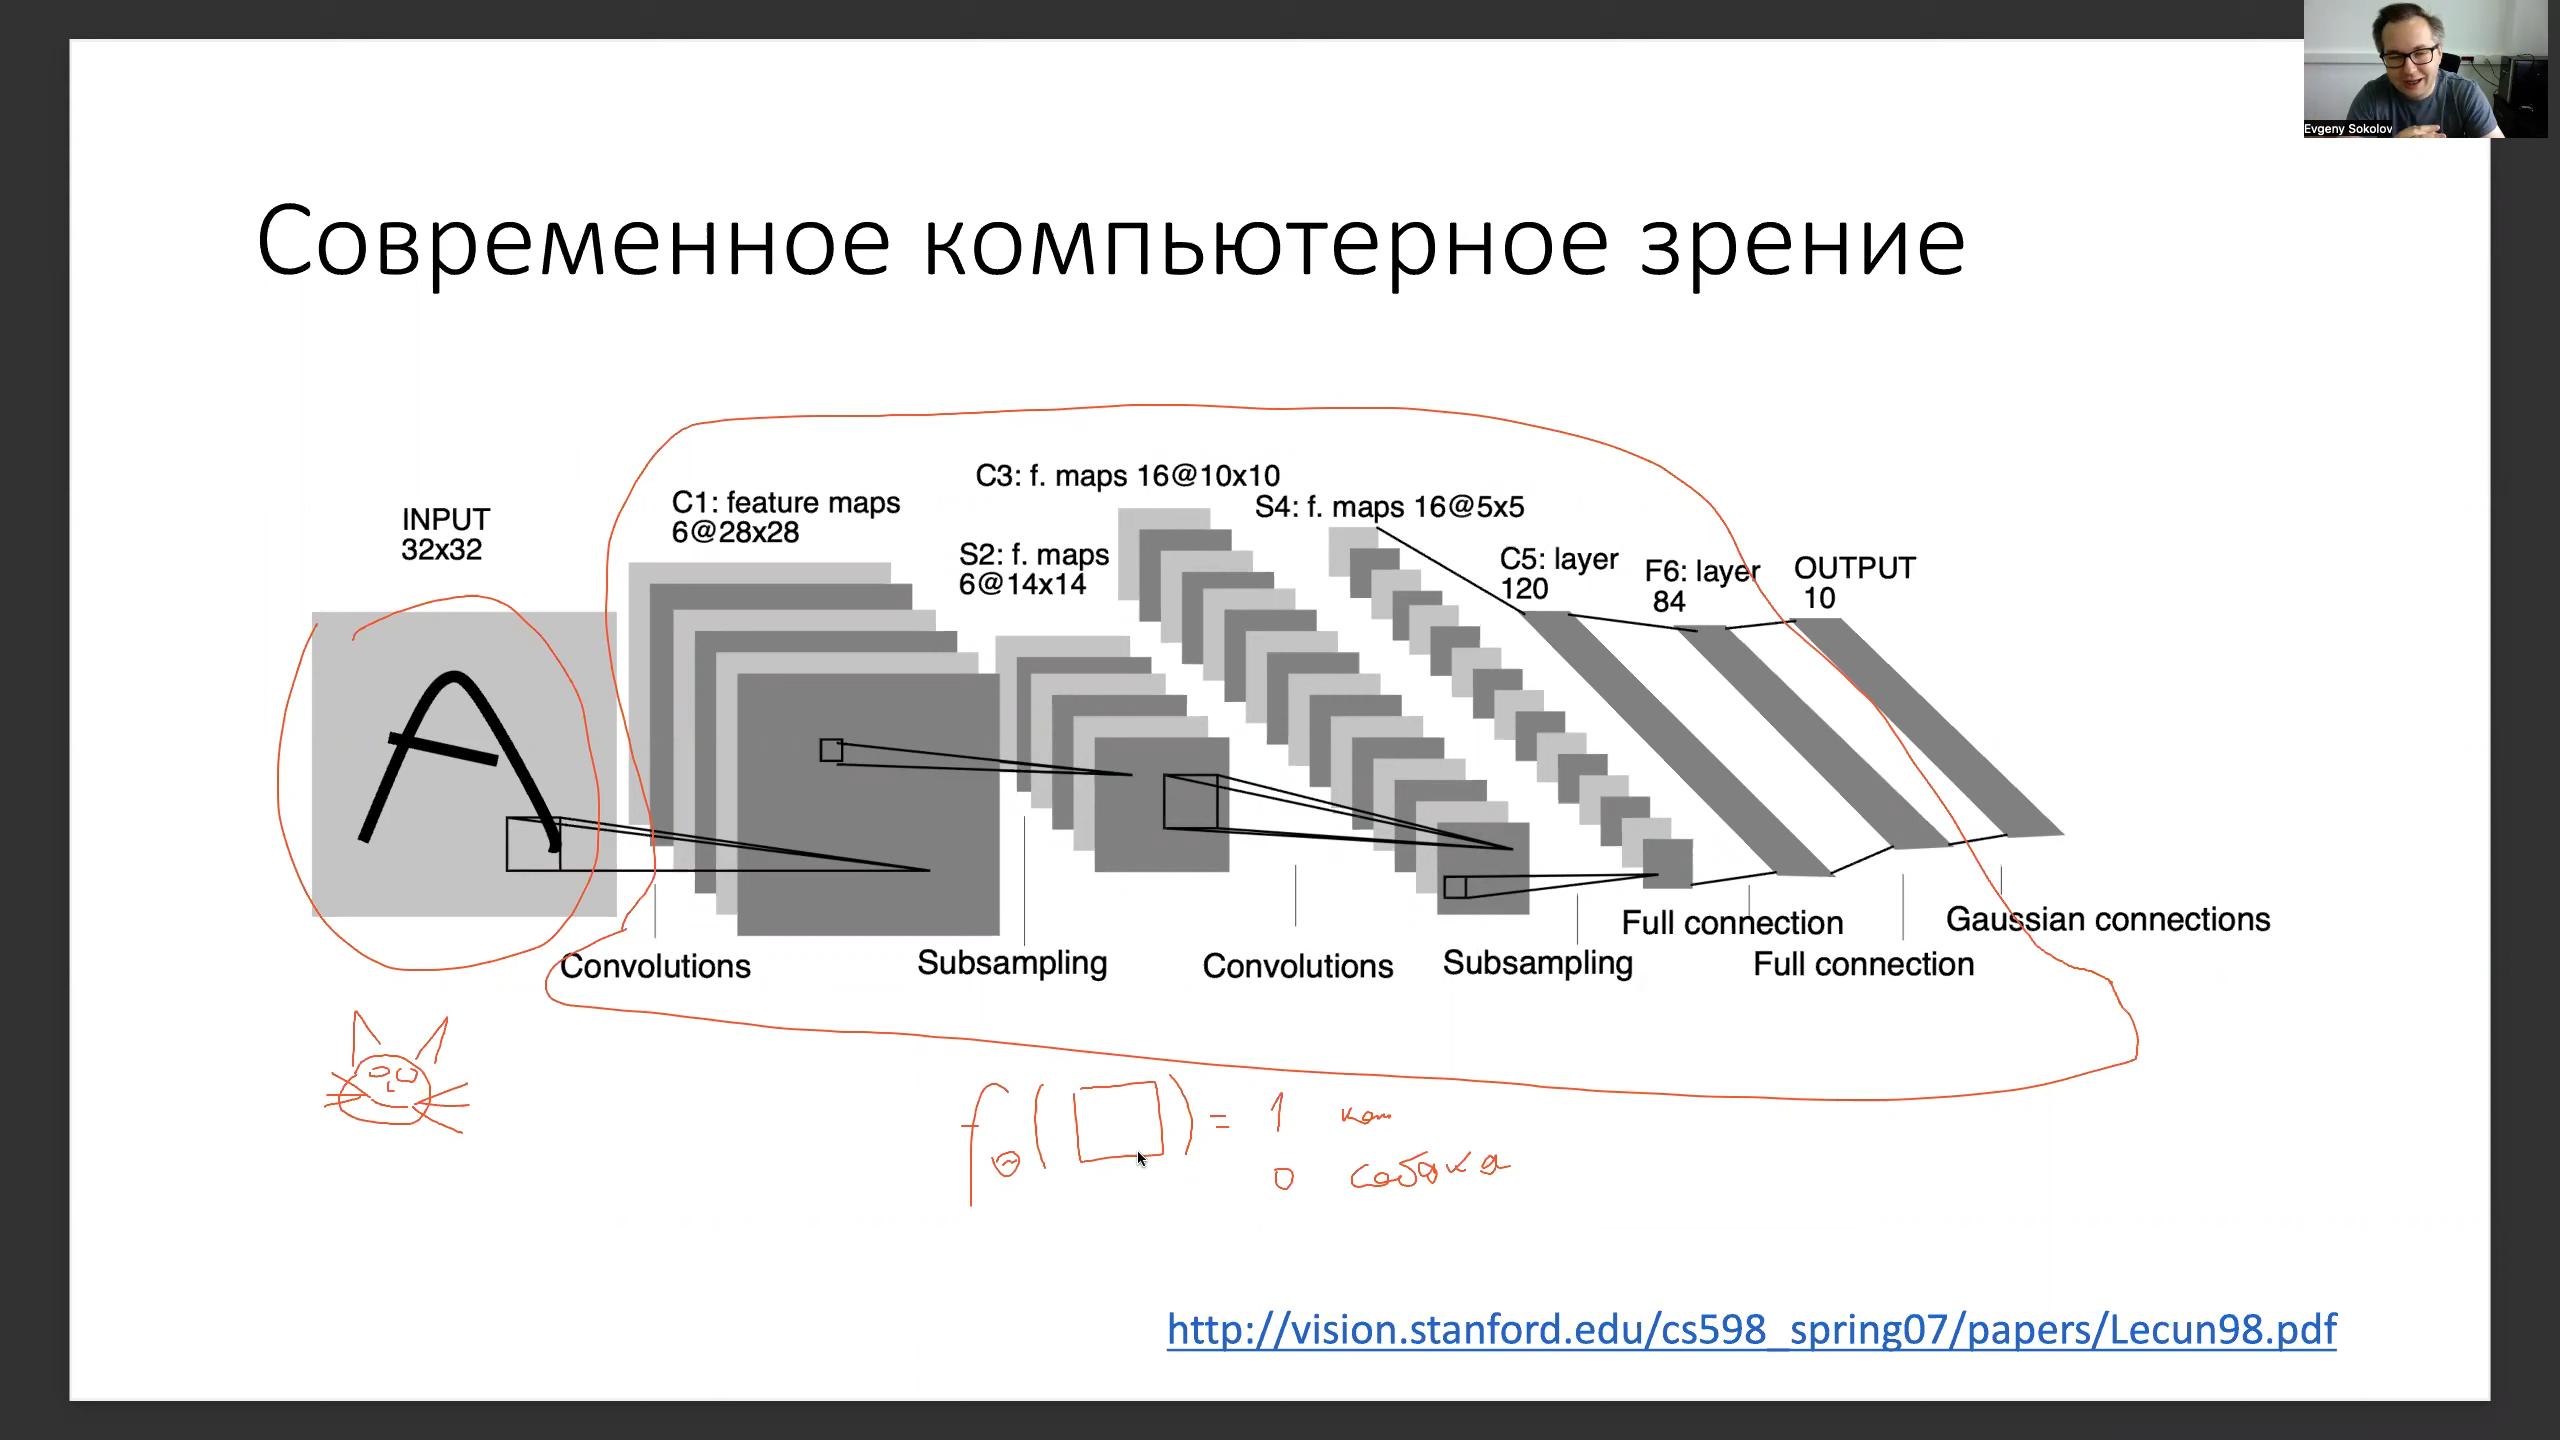 Evgeny Sokolov
Современное компьютерное зрение
C3: f. maps 16@10x10
S4: f. maps 16@5x5
C1: feature maps
6@28x28
INPUT
32x32
S2: f. maps
6@14x14
C5: layer
120
F6: layer
84
OUTPUT
10
Convolutions
Subsampling
Convolutions
Subsampling
Full connection
Full connection
Gaussian connections
f Θ ( ) = 1 кот
0 собака
http://vision.stanford.edu/cs598_spring07/papers/Lecun98.pdf